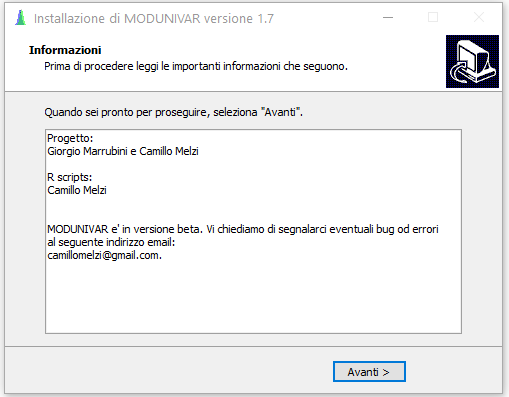 Installazione di MODUNIVAR versione 1.7
Informazioni
Prima di procedere leggi le importanti informazioni che seguono.
Quando sei pronto per proseguire, seleziona "Avanti".
Progetto:
Giorgio Marrubini e Camillo Melzi
R scripts:
Camillo Melzi
MODUNIVAR e' in versione beta. Vi chiediamo di segnalarci eventuali bug od errori
al seguente indirizzo email:
camillomelzi@gmail.com.
Avanti >